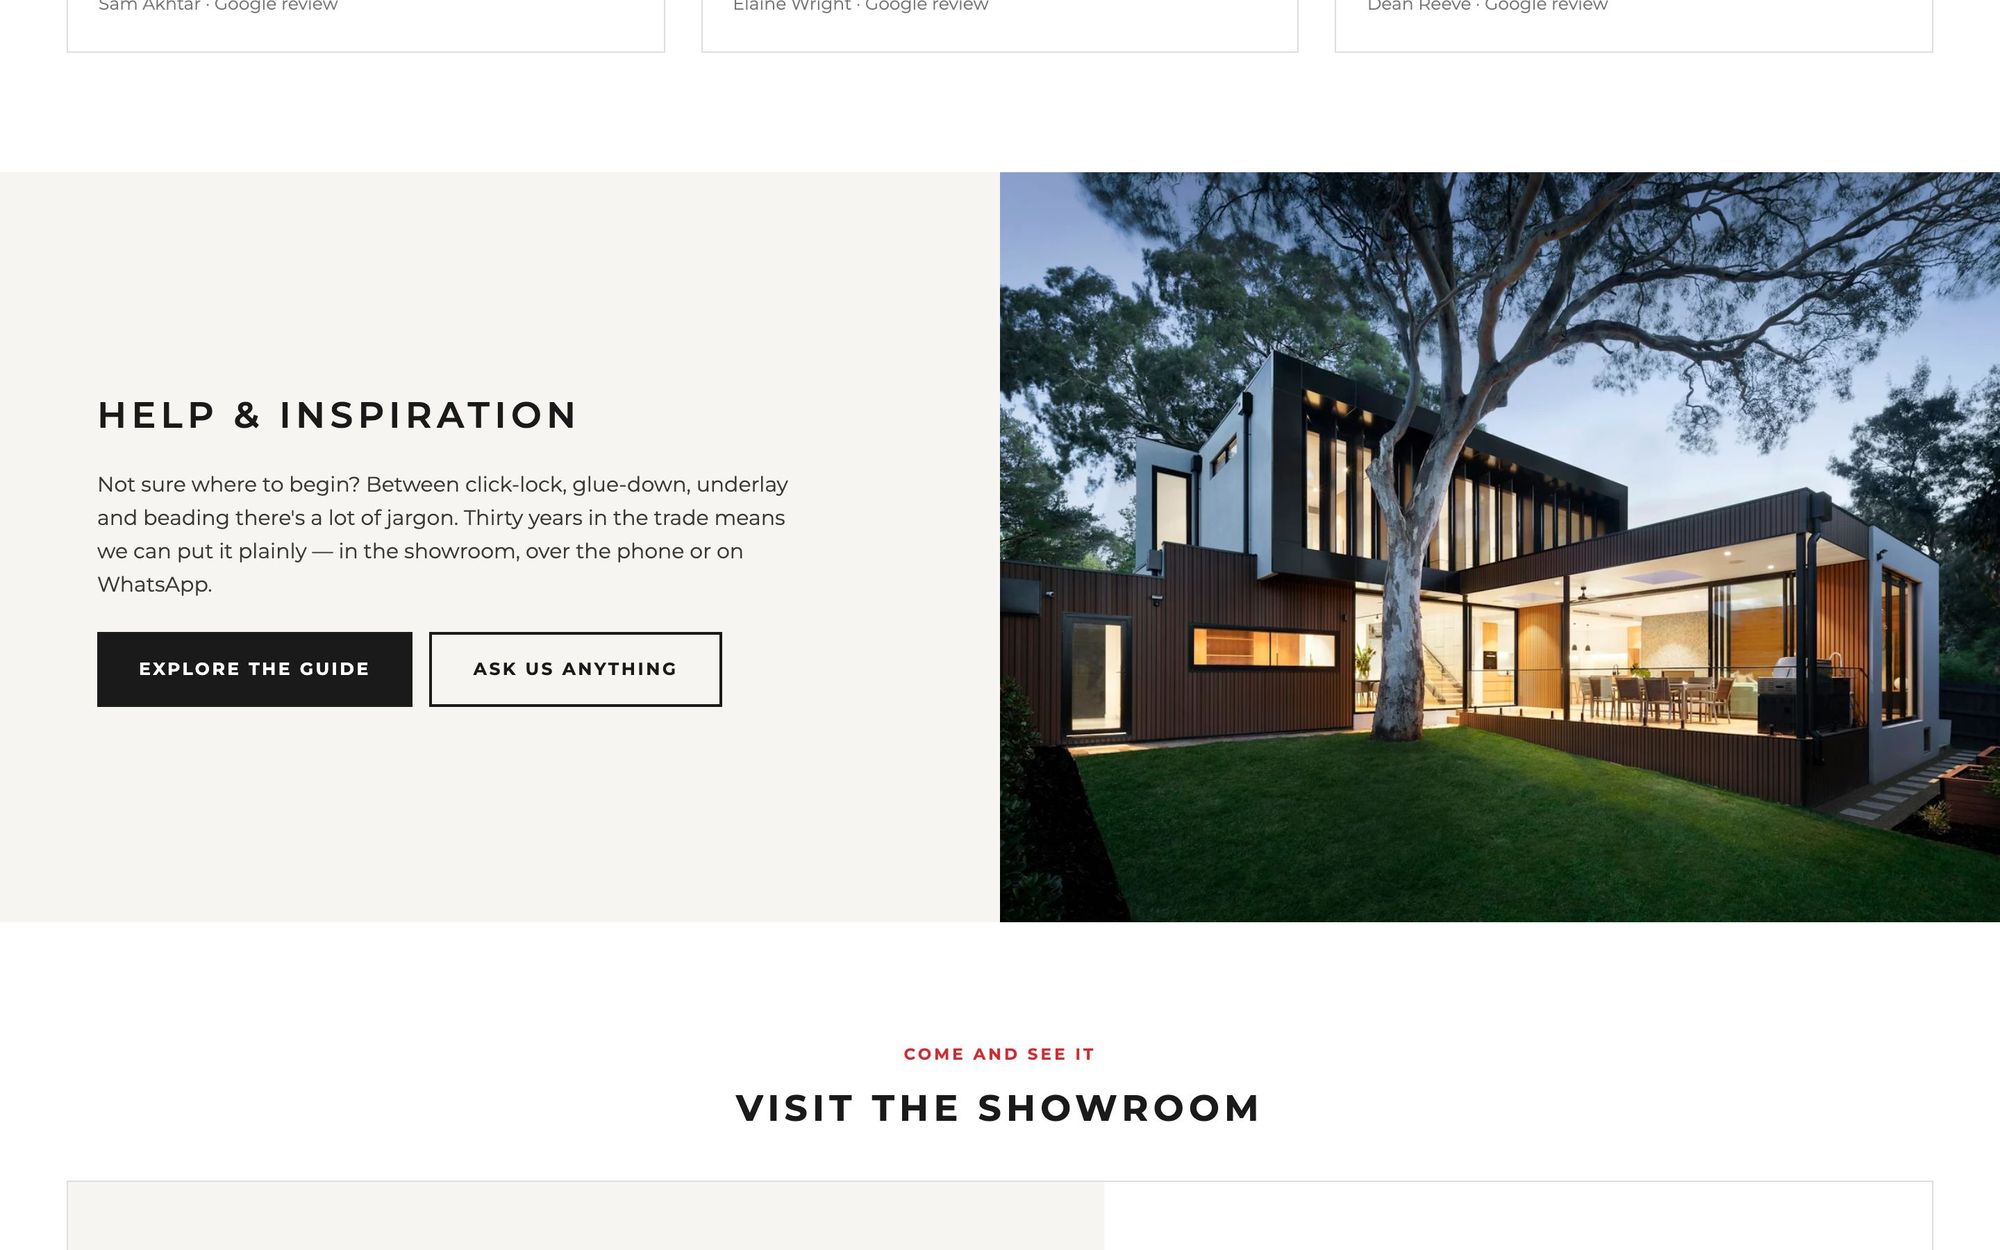 Sam Akhtar · Google review
Elaine Wright · Google review
Dean Reeve · Google review
HELP & INSPIRATION
Not sure where to begin? Between click-lock, glue-down, underlay
and beading there's a lot of jargon. Thirty years in the trade means
we can put it plainly — in the showroom, over the phone or on
WhatsApp.
EXPLORE THE GUIDE
ASK US ANYTHING
COME AND SEE IT
VISIT THE SHOWROOM